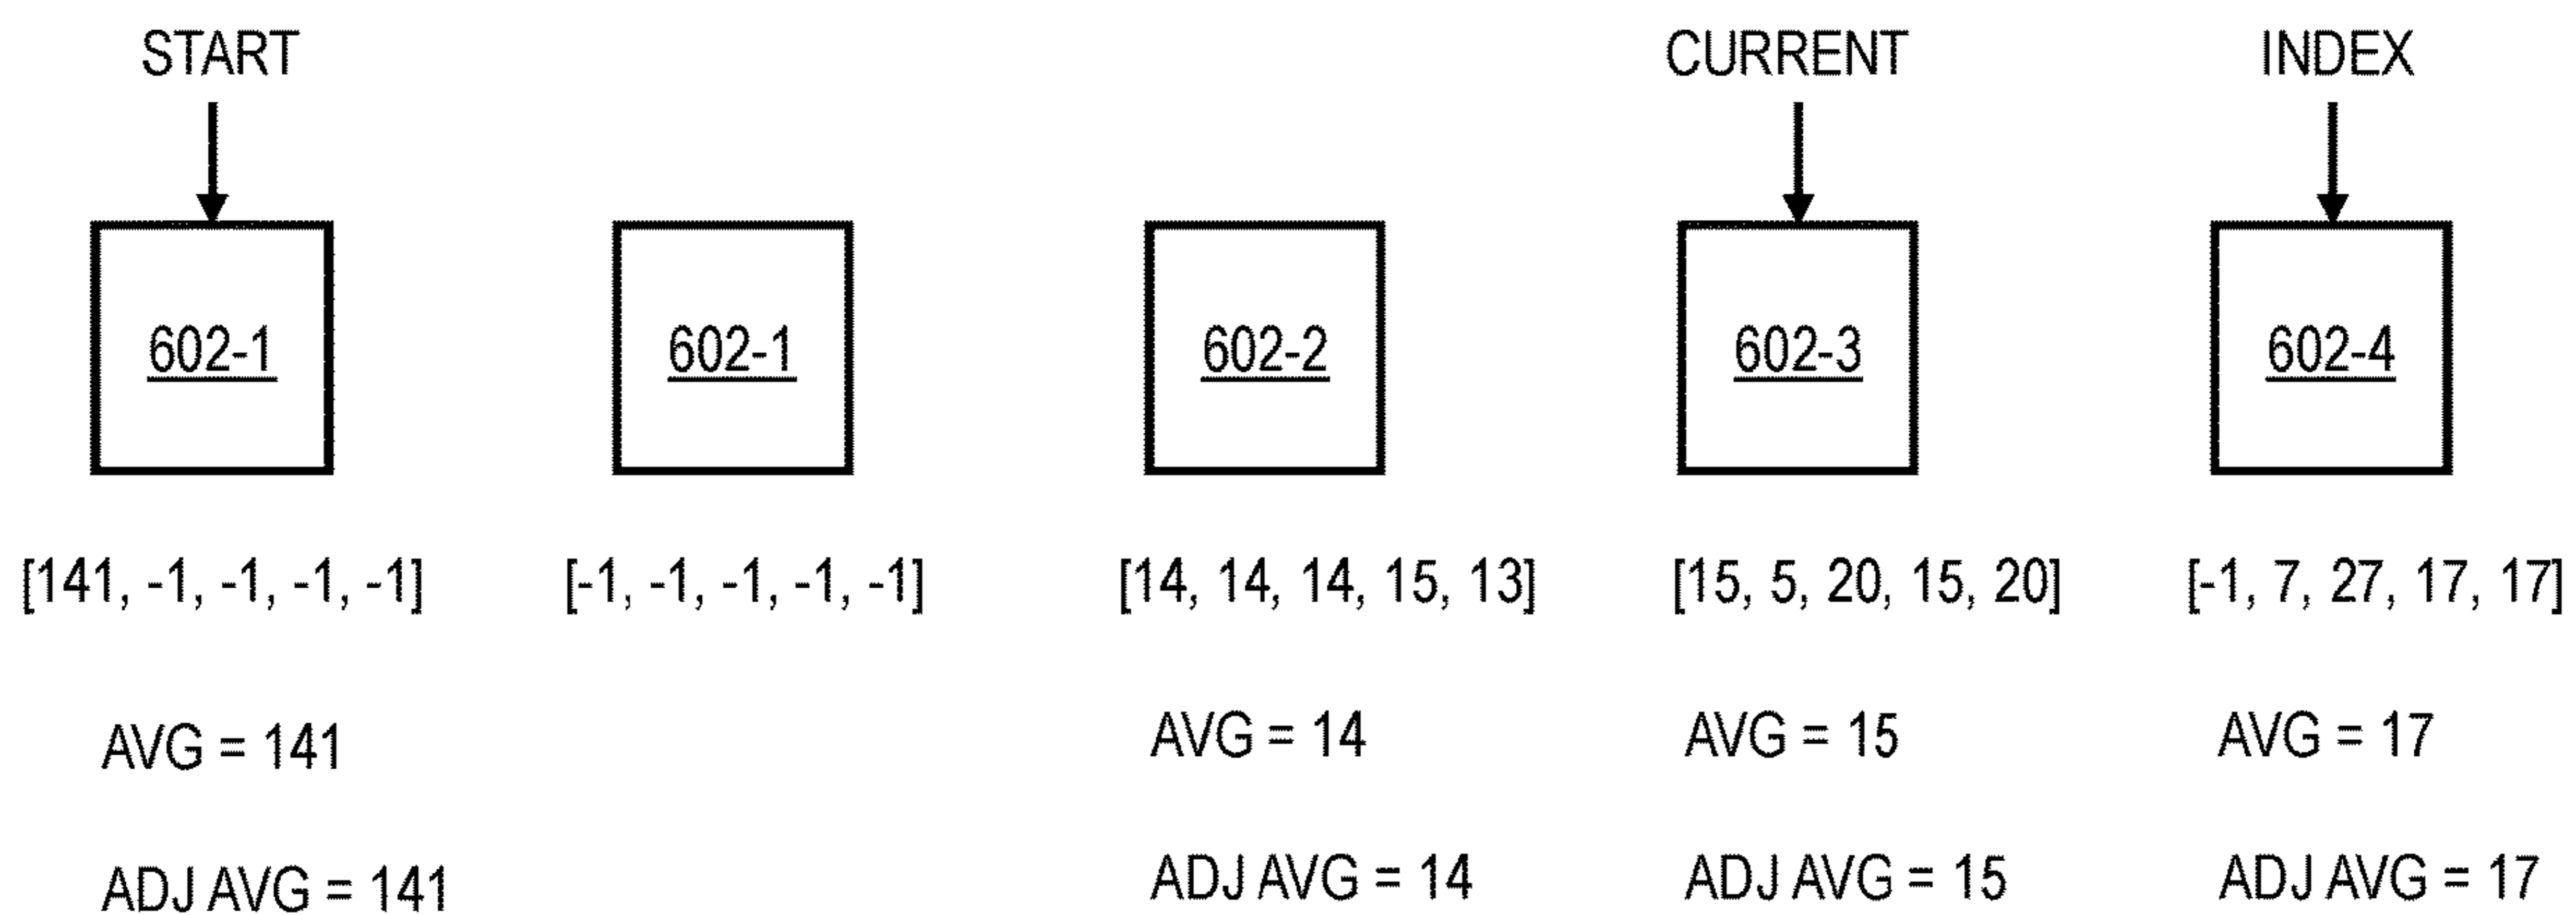 START CURRENT INDEX
602-1 602-1 602-2 602-3 602-4
[141, -1, -1, -1, -1] [-1, -1, -1, -1, -1] [14, 14, 14, 15, 13] [15, 5, 20, 15, 20] [-1, 7, 27, 17, 17]
AVG = 141 AVG = 14 AVG = 15 AVG = 17
ADJ AVG = 141 ADJ AVG = 14 ADJ AVG = 15 ADJ AVG = 17